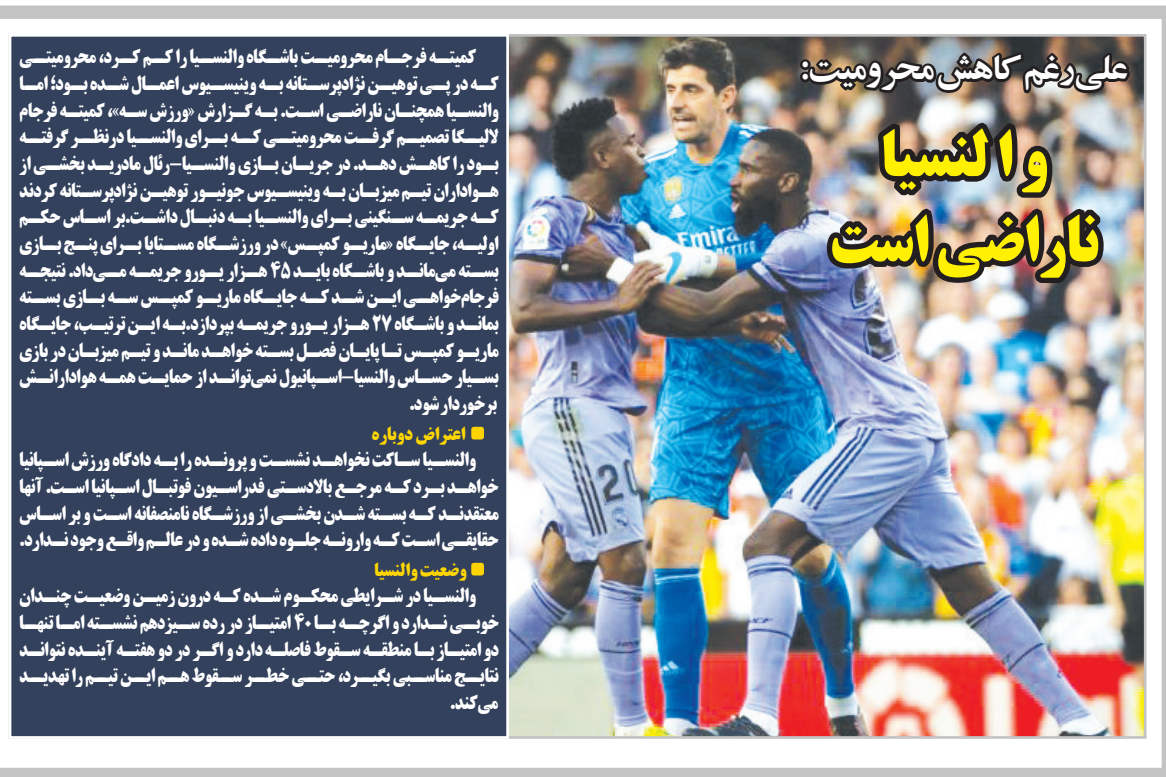 علی‌رغم کاهش محرومیت:
والنسیا
ناراضی است
کمیته فرجام محرومیت باشگاه والنسیا را کم کرد، محرومیتی
که در پی توهین نژادپرستانه به وینیسیوس اعمال شده بود؛ اما
والنسیا همچنان ناراضی است. به گزارش «ورزش سه»، کمیته فرجام
لالیگا تصمیم گرفت محرومیتی که برای والنسیا درنظر گرفته
بود را کاهش دهد. در جریان بازی والنسیا-رئال مادرید بخشی از
هواداران تیم میزبان به وینیسیوس جونیور توهین نژادپرستانه کردند
که جریمه سنگینی برای والنسیا به دنبال داشت.بر اساس حکم
اولیه، جایگاه «ماریو کمپس» در ورزشگاه مستایا برای پنج بازی
بسته می‌ماند و باشگاه باید ۴۵ هزار یورو جریمه می‌داد. نتیجه
فرجام‌خواهی این شد که جایگاه ماریو کمپس سه بازی بسته
بماند و باشگاه ۲۷ هزار یورو جریمه بپردازد.به این ترتیب، جایگاه
ماریو کمپس تا پایان فصل بسته خواهد ماند و تیم میزبان در بازی
بسیار حساس والنسیا-اسپانیول نمی‌تواند از حمایت همه هوادارانش
برخوردار شود.
■ اعتراض دوباره
والنسیا ساکت نخواهد نشست و پرونده را به دادگاه ورزش اسپانیا
خواهد برد که مرجع بالادستی فدراسیون فوتبال اسپانیا است. آنها
معتقدند که بسته شدن بخشی از ورزشگاه نامنصفانه است و بر اساس
حقایقی است که وارونه جلوه داده شده و در عالم واقع وجود ندارد.
■ وضعیت والنسیا
والنسیا در شرایطی محکوم شده که درون زمین وضعیت چندان
خوبی ندارد و اگرچه با ۴۰ امتیاز در رده سیزدهم نشسته اما تنها
دو امتیاز با منطقه سقوط فاصله دارد و اگر در دو هفته آینده نتواند
نتایج مناسبی بگیرد، حتی خطر سقوط هم این تیم را تهدید
می‌کند.
20